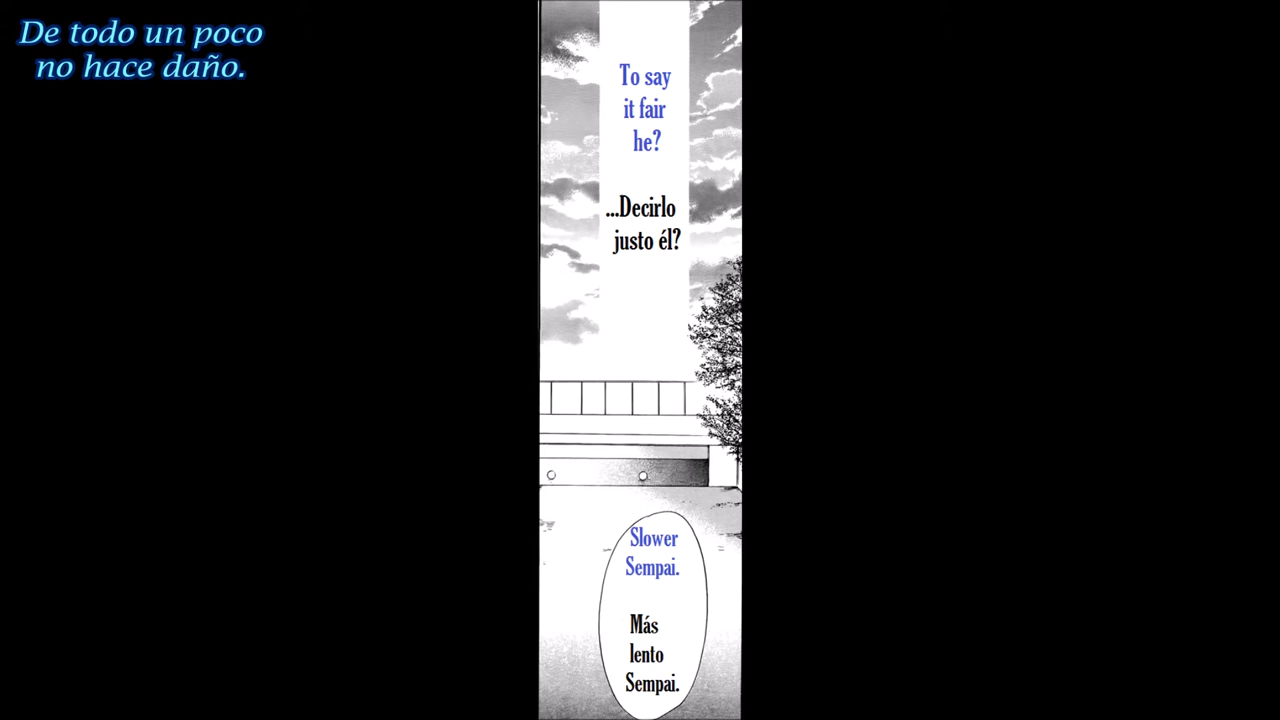 De todo un poco
no hace daño.
To say
it fair
he?
...Decirlo
justo él?
Slower
Sempai.
Más
lento
Sempai.